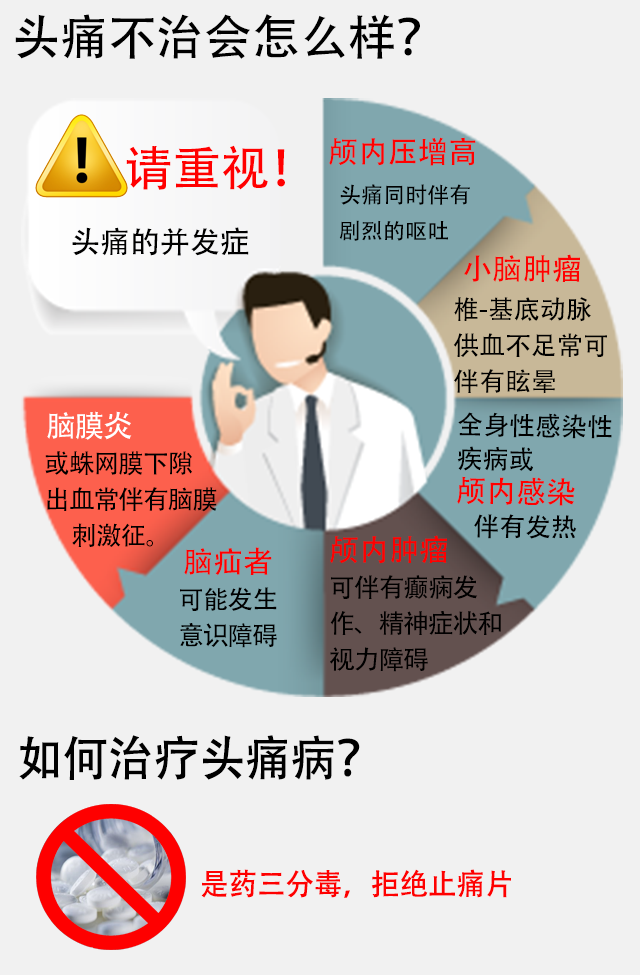 头痛不治会怎么样?
!
请重视!
头痛的并发症
颅内压增高
头痛同时伴有
剧烈的呕吐
小脑肿瘤
椎-基底动脉
供血不足常可
伴有眩晕
全身性感染性
疾病或
颅内感染
伴有发热
颅内肿瘤
可伴有癫痫发
作、精神症状和
视力障碍
脑疝者
可能发生
意识障碍
脑膜炎
或蛛网膜下隙
出血常伴有脑膜
刺激征。
如何治疗头痛病?
是药三分毒，拒绝止痛片